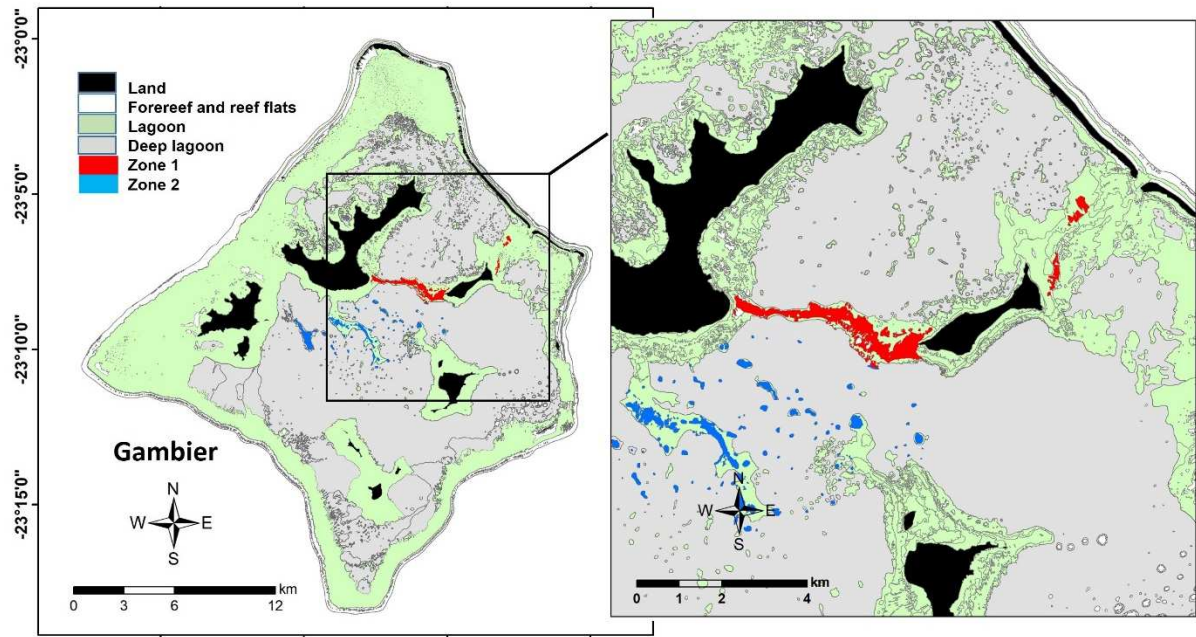 -23°0'0"
-23°5'0"
-23°10'0"
-23°15'0"
Land
Forereef and reef flats
Lagoon
Deep lagoon
Zone 1
Zone 2
Gambier
N
W E
S
km
0 3 6 12
N
W E
S
km
0 1 2 4